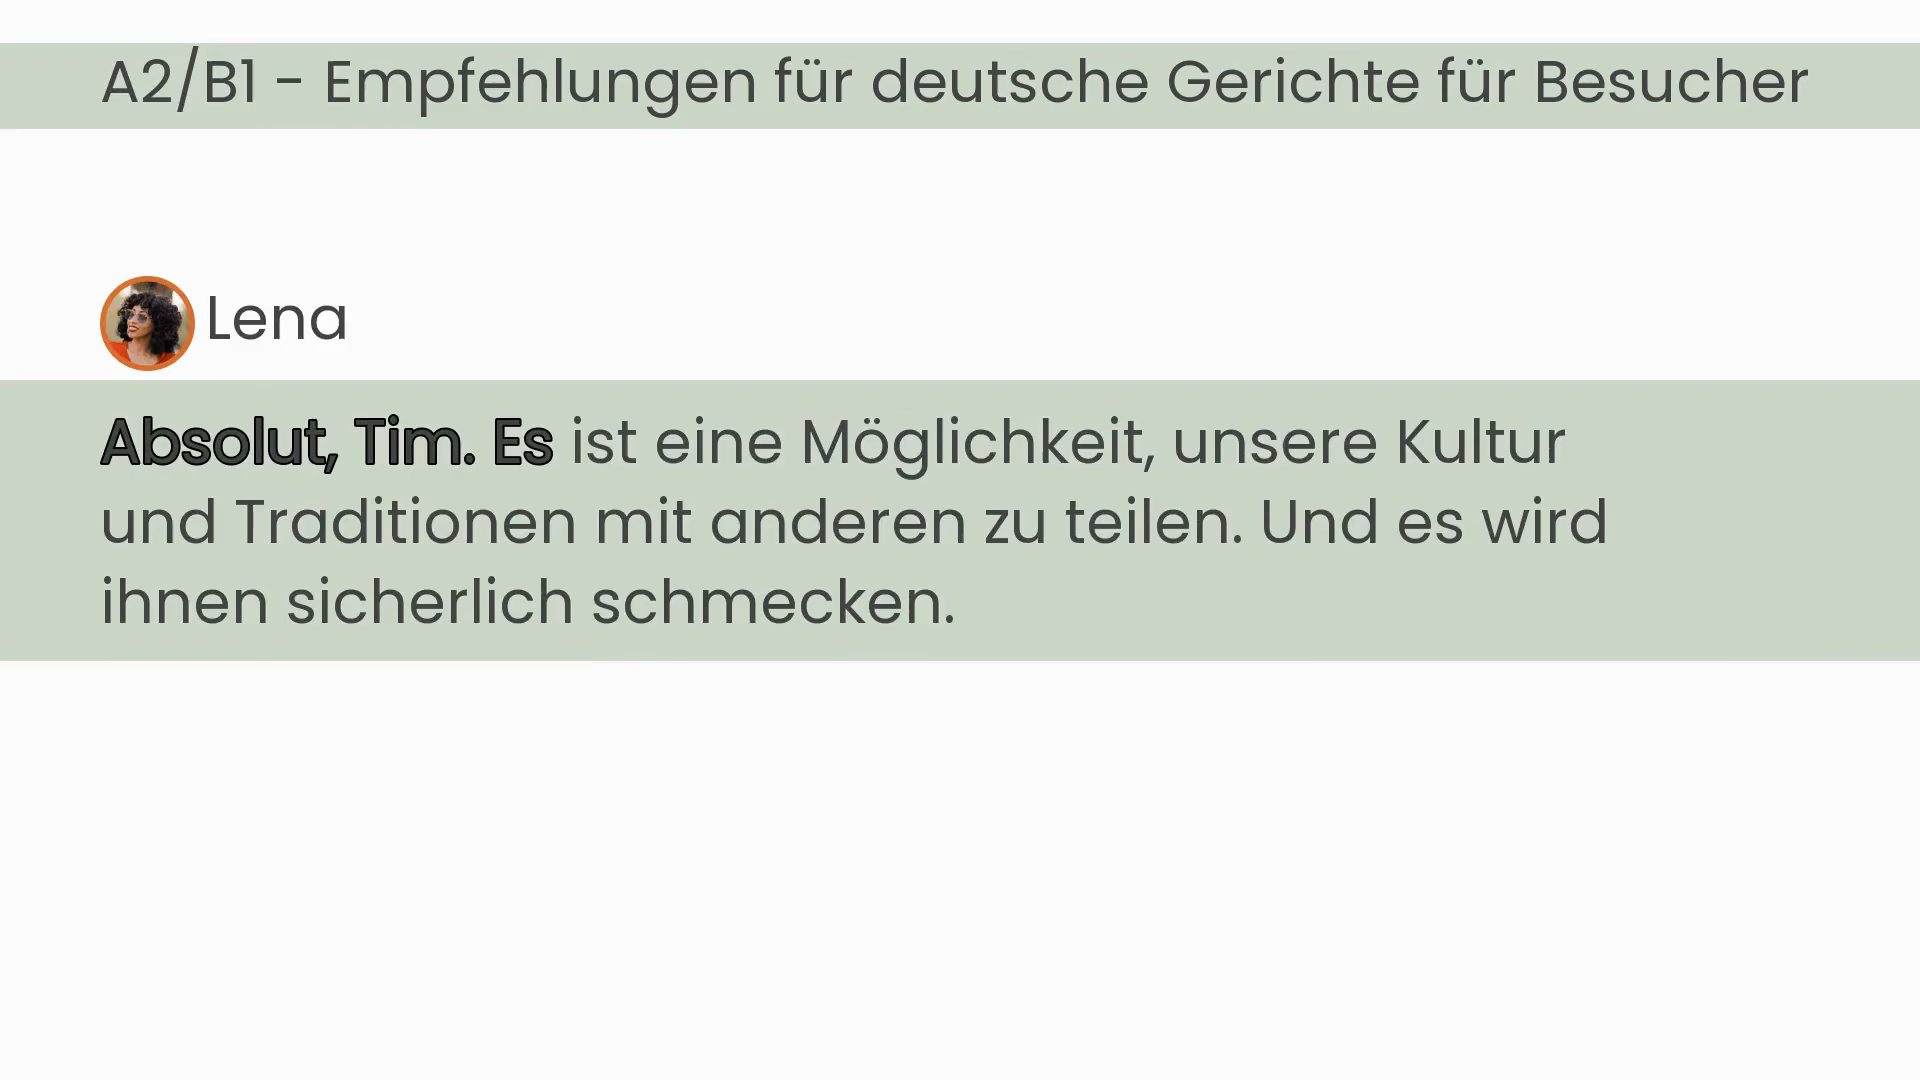 A2/B1 - Empfehlungen für deutsche Gerichte für Besucher
Lena
Absolut, Tim. Es ist eine Möglichkeit, unsere Kultur
und Traditionen mit anderen zu teilen. Und es wird
ihnen sicherlich schmecken.